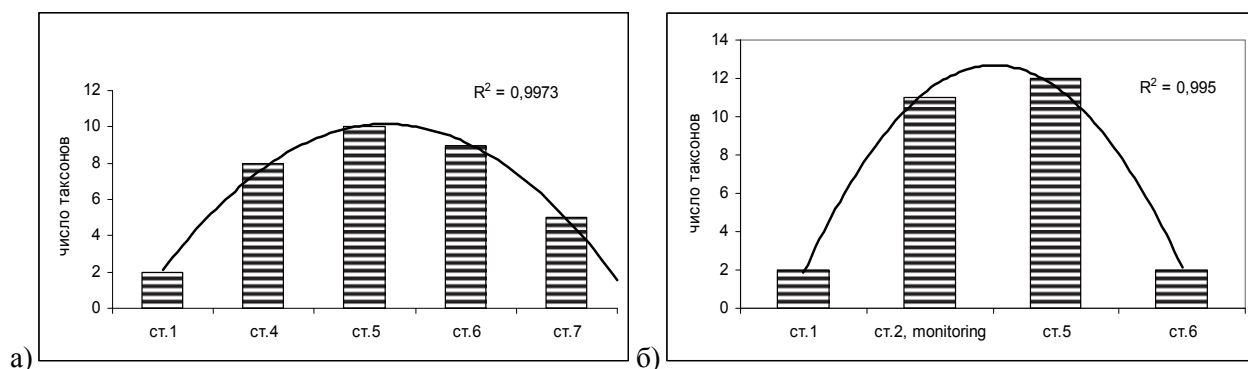 а)
число таксонов
12
10
8
6
4
2
0
R² = 0,9973
ст.1 ст.4 ст.5 ст.6 ст.7
б)
число таксонов
14
12
10
8
6
4
2
0
R² = 0,995
ст.1 ст.2, monitoring ст.5 ст.6